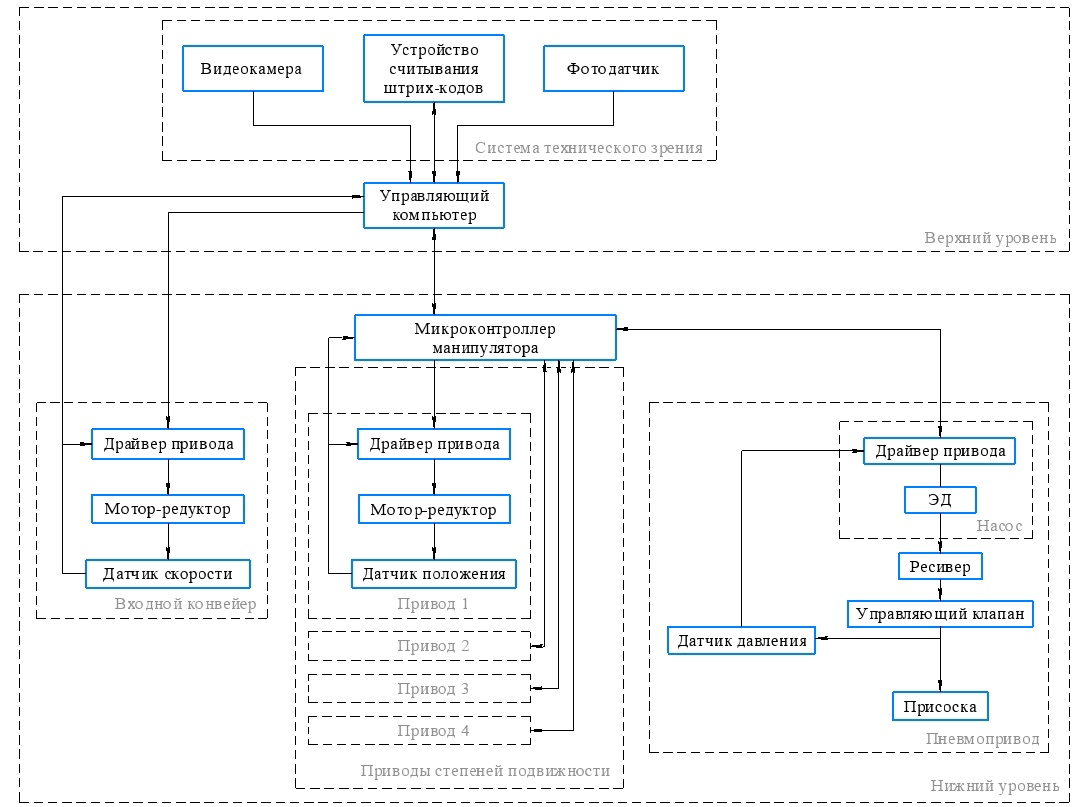 Видеокамера
Устройство
считывания
штрих-кодов
Фотодатчик
Система технического зрения
Управляющий
компьютер
Верхний уровень
Микроконтроллер
манипулятора
Драйвер привода
Мотор-редуктор
Датчик скорости
Входной конвейер
Драйвер привода
Мотор-редуктор
Датчик положения
Привод 1
Привод 2
Привод 3
Привод 4
Приводы степеней подвижности
Драйвер привода
ЭД
Насос
Ресивер
Управляющий клапан
Датчик давления
Присоска
Пневмопривод
Нижний уровень